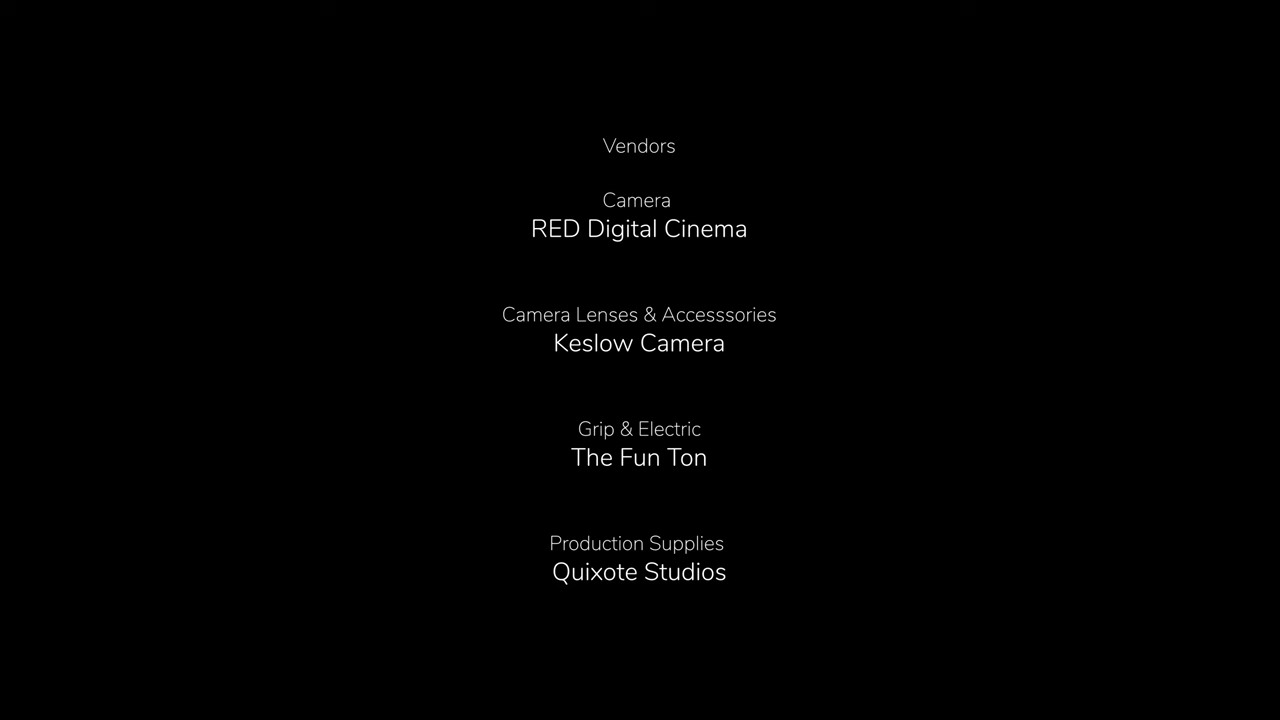 Vendors
Camera
RED Digital Cinema
Camera Lenses & Accesssories
Keslow Camera
Grip & Electric
The Fun Ton
Production Supplies
Quixote Studios